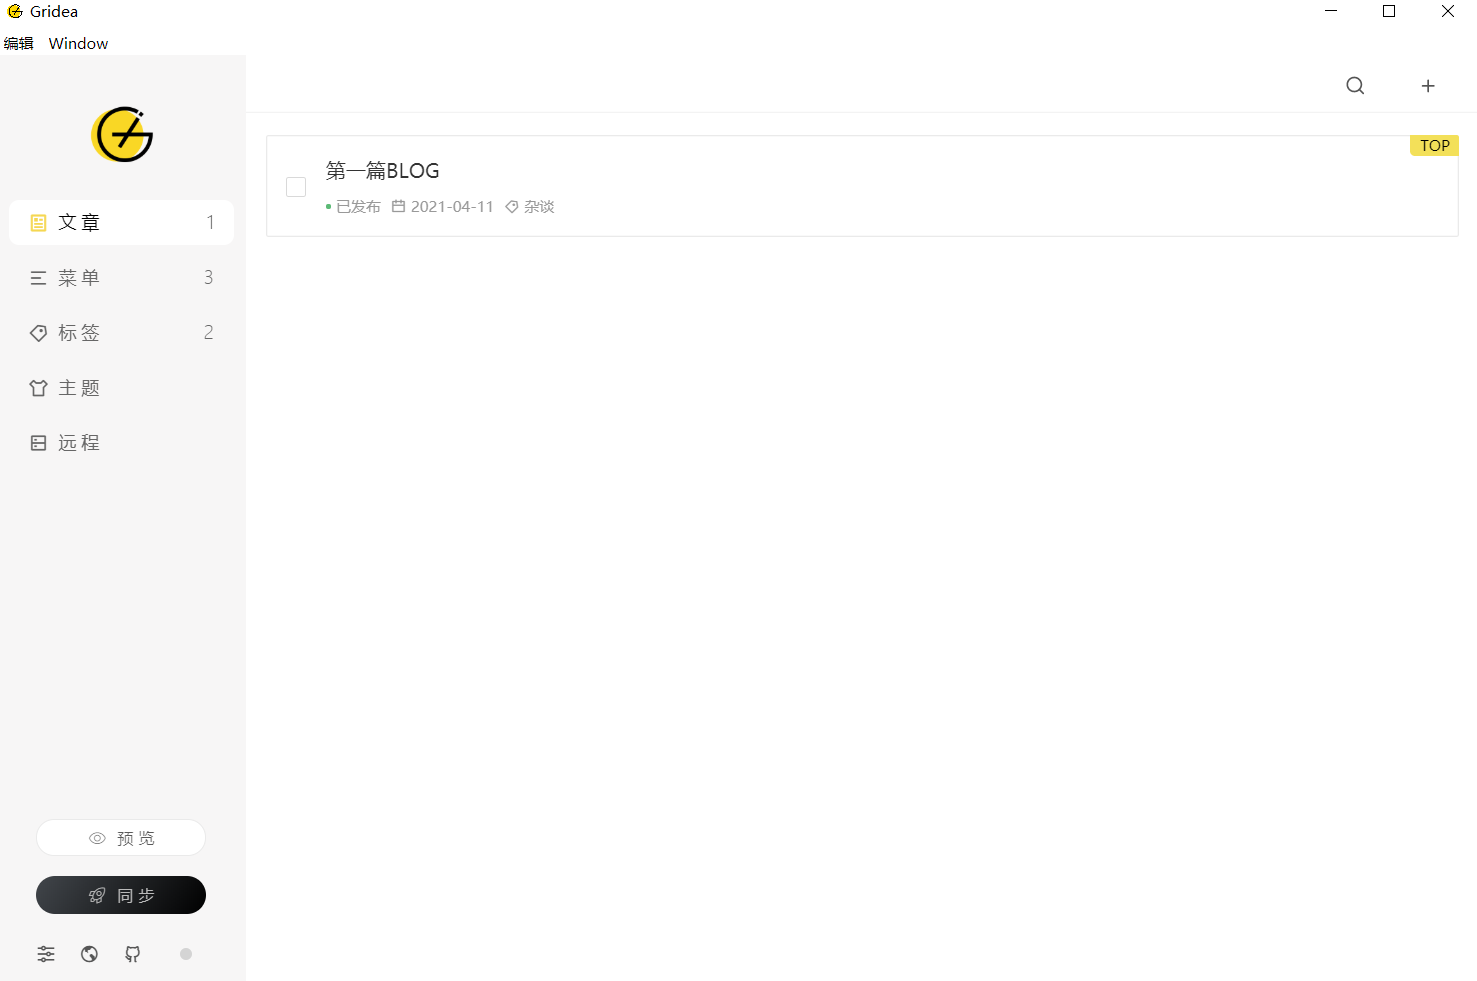 Gridea
编辑 Window
文章 1
菜单 3
标签 2
主题
远程
TOP
第一篇BLOG
已发布 2021-04-11 杂谈
预览
同步